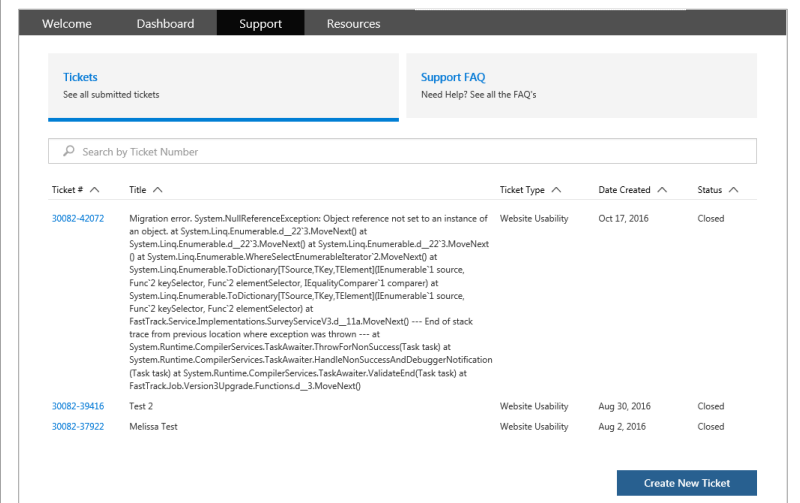 Welcome Dashboard Support Resources
Tickets
See all submitted tickets
Support FAQ
Need Help? See all the FAQ's
Search by Ticket Number
Ticket # Title Ticket Type Date Created Status
30082-42072 Migration error. System.NullReferenceException: Object reference not set to an instance of Website Usability Oct 17, 2016 Closed
an object. at System.Linq.Enumerable.d__22`3.MoveNext() at
System.Linq.Enumerable.d__22`3.MoveNext() at System.Linq.Enumerable.d__22`3.MoveNext
() at System.Linq.Enumerable.WhereSelectEnumerableIterator`2.MoveNext() at
System.Linq.Enumerable.ToDictionary[TSource,TKey,TElement](IEnumerable`1 source,
Func`2 keySelector, Func`2 elementSelector, IEqualityComparer`1 comparer) at
System.Linq.Enumerable.ToDictionary[TSource,TKey,TElement](IEnumerable`1 source,
Func`2 keySelector, Func`2 elementSelector) at
FastTrack.Service.Implementations.SurveyServiceV3.d__11a.MoveNext() --- End of stack
trace from previous location where exception was thrown --- at
System.Runtime.CompilerServices.TaskAwaiter.ThrowForNonSuccess(Task task) at
System.Runtime.CompilerServices.TaskAwaiter.HandleNonSuccessAndDebuggerNotification
(Task task) at System.Runtime.CompilerServices.TaskAwaiter.ValidateEnd(Task task) at
FastTrack.Job.Version3Upgrade.Functions.d__3.MoveNext()
30082-39416 Test 2 Website Usability Aug 30, 2016 Closed
30082-37922 Melissa Test Website Usability Aug 2, 2016 Closed
Create New Ticket